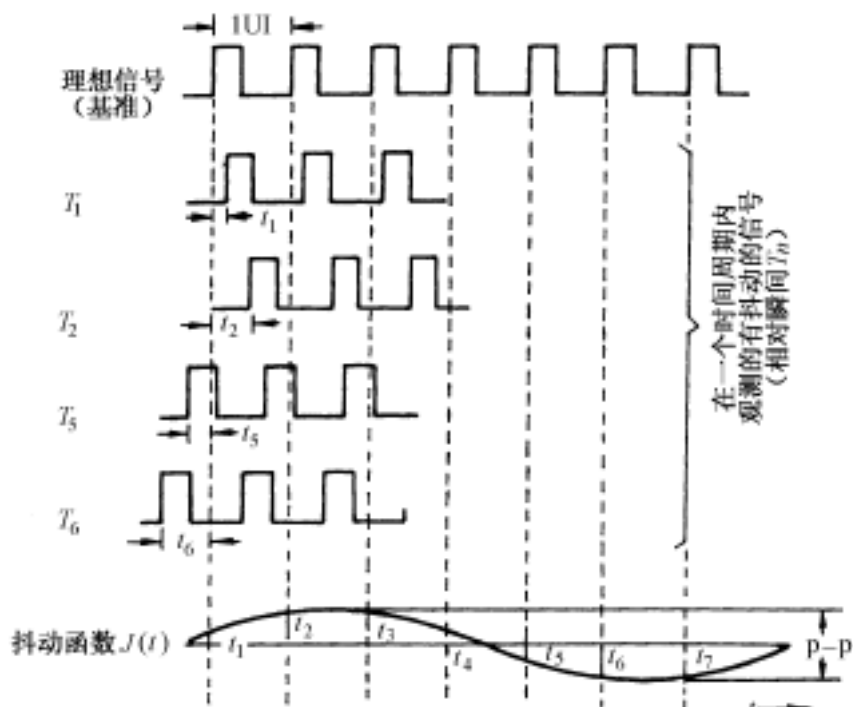 1UI
理想信号
(基准)
T₁
t₁
T₂
t₂
T₅
t₅
T₆
t₆
在一个时间周期内
观测的有抖动的信号
(相对瞬间Tₙ)
抖动函数J(t)
t₁
t₂
t₃
t₄
t₅
t₆
t₇
p-p